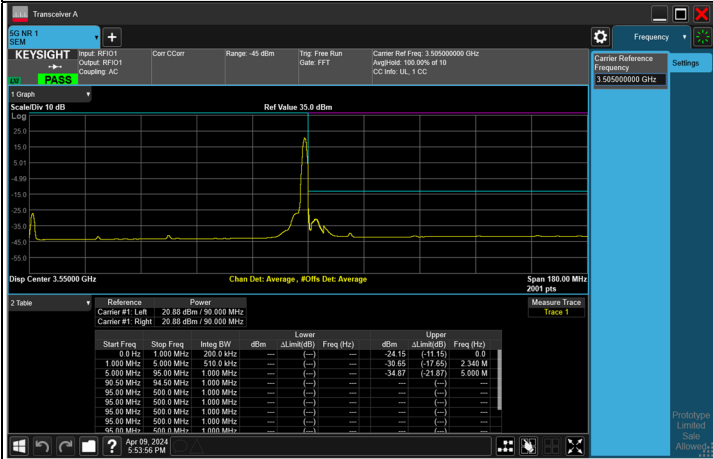 Transceiver A
5G NR 1
SEM
Frequency
KEYSIGHT
Input: RFIO1
Output: RFIO1
Coupling: AC
Corr CCorr
Range: -45 dBm
Trig: Free Run
Gate: FFT
Carrier Ref Freq: 3.505000000 GHz
Avg|Hold: 100.00% of 10
CC Info: UL, 1 CC
PASS
Carrier Reference
Frequency
3.505000000 GHz
Settings
1 Graph
Scale/Div 10 dB
Ref Value 35.0 dBm
Log
25.0
15.0
5.01
-4.99
-15.0
-25.0
-35.0
-45.0
-55.0
Disp Center 3.55000 GHz
Chan Det: Average , #Offs Det: Average
Span 180.00 MHz
2001 pts
2 Table
Reference Power
Carrier #1: Left 20.88 dBm / 90.000 MHz
Carrier #1: Right 20.88 dBm / 90.000 MHz
Measure Trace
Trace 1
Lower Upper
Start Freq Stop Freq Integ BW dBm ΔLimit(dB) Freq (Hz) dBm ΔLimit(dB) Freq (Hz)
0.0 Hz 1.000 MHz 200.0 kHz --- (---) --- -24.15 (-11.15) 0.0
1.000 MHz 5.000 MHz 510.0 kHz --- (---) --- -30.65 (-17.65) 2.340 M
5.000 MHz 95.00 MHz 1.000 MHz --- (---) --- -34.87 (-21.87) 5.000 M
90.50 MHz 94.50 MHz 1.000 MHz --- (---) --- --- (---) ---
95.00 MHz 500.0 MHz 1.000 MHz --- (---) --- --- (---) ---
95.00 MHz 500.0 MHz 1.000 MHz --- (---) --- --- (---) ---
95.00 MHz 500.0 MHz 1.000 MHz --- (---) --- --- (---) ---
95.00 MHz 500.0 MHz 1.000 MHz --- (---) --- --- (---) ---
95.00 MHz 500.0 MHz 1.000 MHz --- (---) --- --- (---) ---
Prototype
Limited
Sale
Allowed
Apr 09, 2024
5:53:56 PM